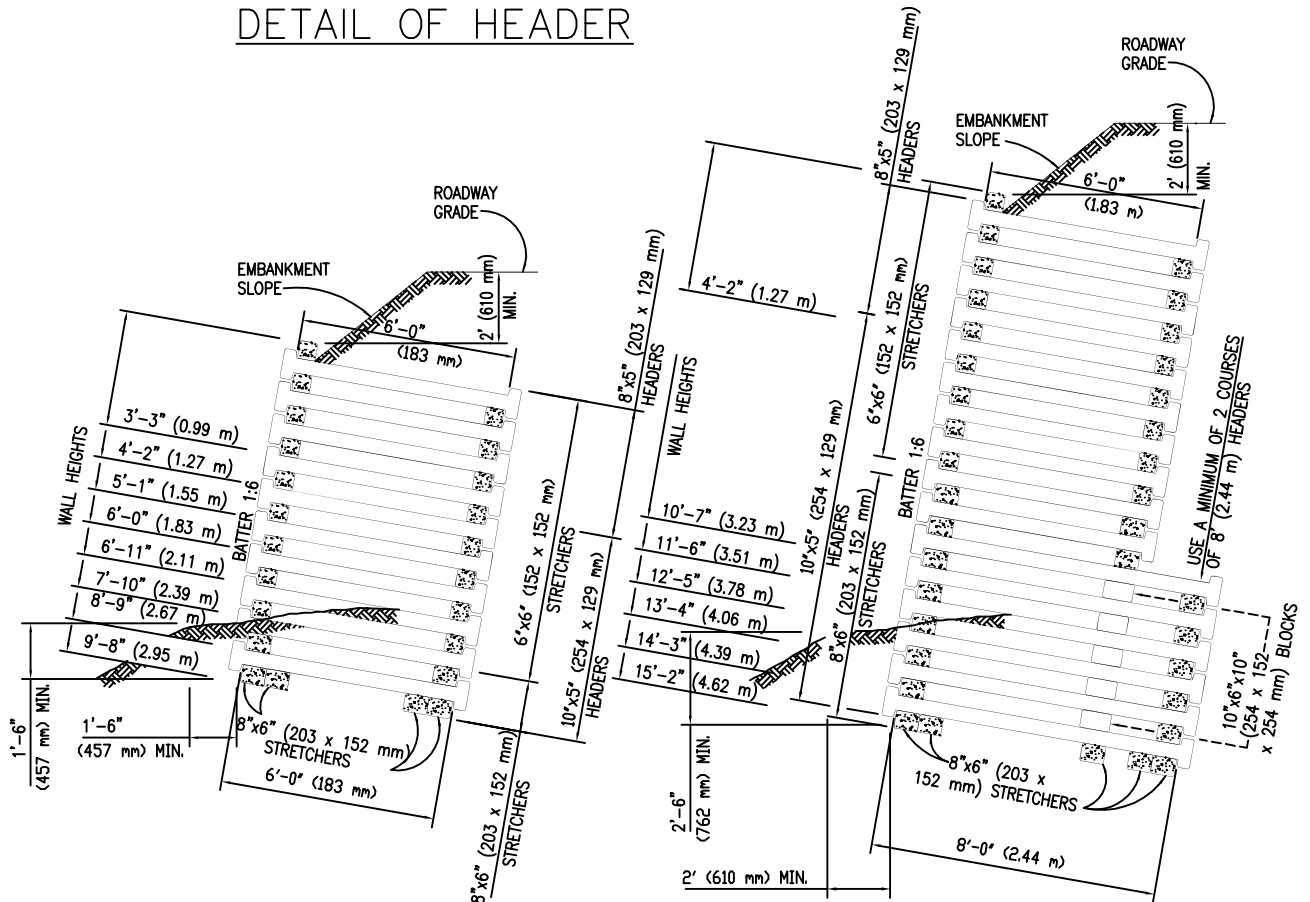 DETAIL OF HEADER
ROADWAY
GRADE
EMBANKMENT
SLOPE
2' (610 mm)
MIN.
6'-0"
(183 mm)
8"x5" (203 x 129 mm)
HEADERS
WALL HEIGHTS
3'-3" (0.99 m)
4'-2" (1.27 m)
5'-1" (1.55 m)
6'-0" (1.83 m)
6'-11" (2.11 m)
7'-10" (2.39 m)
8'-9" (2.67 m)
9'-8" (2.95 m)
BATTER 1:6
6"x6" (152 x 152 mm)
STRETCHERS
10"x5" (254 x 129 mm)
HEADERS
1'-6"
(457 mm) MIN.
1'-6"
(457 mm) MIN.
8"x6" (203 x 152 mm)
STRETCHERS
6'-0" (183 mm)
8"x6" (203 x 152 mm)
STRETCHERS
ROADWAY
GRADE
EMBANKMENT
SLOPE
2' (610 mm)
MIN.
6'-0"
(1.83 m)
8"x5" (203 x 129 mm)
HEADERS
4'-2" (1.27 m)
WALL HEIGHTS
6"x6" (152 x 152 mm)
STRETCHERS
10'-7" (3.23 m)
11'-6" (3.51 m)
12'-5" (3.78 m)
13'-4" (4.06 m)
14'-3" (4.39 m)
15'-2" (4.62 m)
10"x5" (254 x 129 mm)
HEADERS
8"x6" (203 x 152 mm)
STRETCHERS
BATTER 1:6
USE A MINIMUM OF 2 COURSES
OF 8' (2.44 m) HEADERS
10"x6"x10"
(254 x 152
x 254 mm) BLOCKS
2'-6"
(762 mm) MIN.
8"x6" (203 x
152 mm) STRETCHERS
8'-0" (2.44 m)
2' (610 mm) MIN.